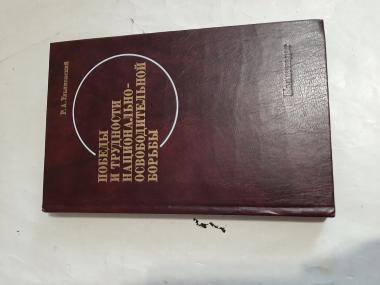 Р. А. Ульяновский
ПОБЕДЫ
И ТРУДНОСТИ
НАЦИОНАЛЬНО-
ОСВОБОДИТЕЛЬНОЙ
БОРЬБЫ